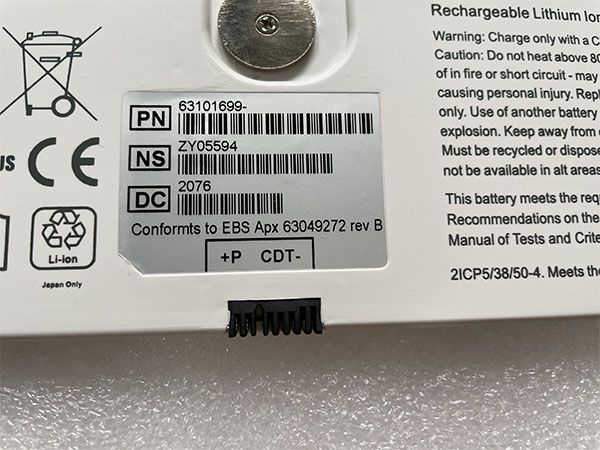 Rechargeable Lithium Ion
Warning: Charge only with a C
Caution: Do not heat above 80
of in fire or short circuit - may
causing personal injury. Repl
only. Use of another battery
explosion. Keep away from
Must be recycled or dispose
not be available in alt areas
This battery meets the req
Recommendations on the
Manual of Tests and Crite
2ICP5/38/50-4. Meets the
PN 63101699-
NS ZY05594
DC 2076
Conformts to EBS Apx 63049272 rev B
+P CDT-
US CE
Li-ion
Japan Only